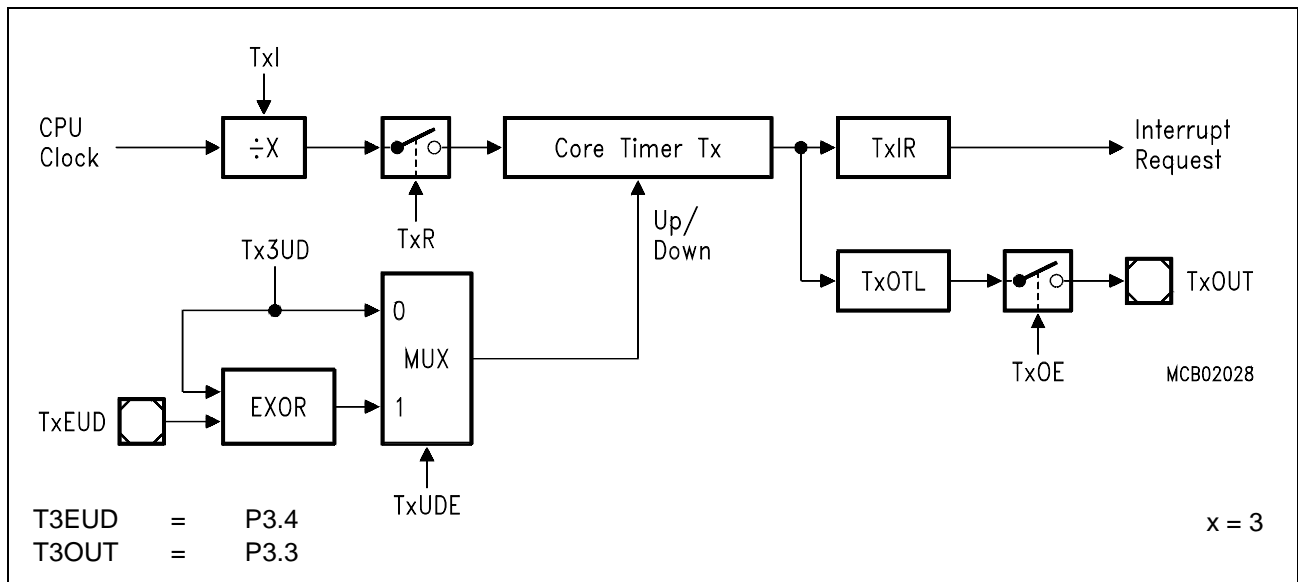 TxI
CPU
Clock
÷X
Core Timer Tx
TxIR
Interrupt
Request
TxR
Up/
Down
Tx3UD
TxOTL
TxOUT
0
MUX
1
TxOE
MCB02028
EXOR
TxEUD
TxUDE
T3EUD = P3.4
x = 3
T3OUT = P3.3